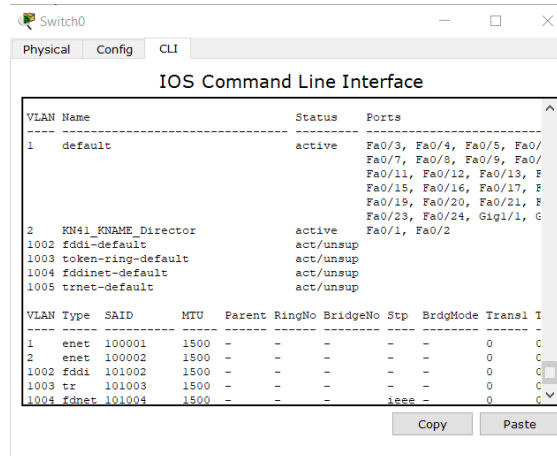 Switch0
Physical Config CLI
IOS Command Line Interface
VLAN Name Status Ports
---- -------------------------------- --------- -------------------------------
1 default active Fa0/3, Fa0/4, Fa0/5, Fa0/
Fa0/7, Fa0/8, Fa0/9, Fa0/
Fa0/11, Fa0/12, Fa0/13, F
Fa0/15, Fa0/16, Fa0/17, F
Fa0/19, Fa0/20, Fa0/21, F
Fa0/23, Fa0/24, Gig1/1, G
2 KN41_KNAME_Director active Fa0/1, Fa0/2
1002 fddi-default act/unsup
1003 token-ring-default act/unsup
1004 fddinet-default act/unsup
1005 trnet-default act/unsup
VLAN Type SAID MTU Parent RingNo BridgeNo Stp BrdgMode Trans1 T
---- ----- ---------- ----- ------ ------ -------- ---- -------- ------
1 enet 100001 1500 - - - - - 0 0
2 enet 100002 1500 - - - - - 0 0
1002 fddi 101002 1500 - - - - - 0 0
1003 tr 101003 1500 - - - - - 0 0
1004 fdnet 101004 1500 - - - ieee - 0 0
Copy Paste